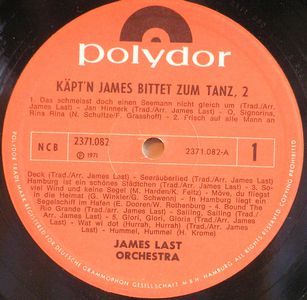 polydor
KÄPT'N JAMES BITTET ZUM TANZ, 2
1. Das schmeisst doch einen Seemann nicht gleich um (Trad./Arr.
James Last) - Jan Hinnerk (Trad./Arr. James Last) - O, Signorina,
Rina Rina (N. Schultze/F. Grasshoff) - 2. Frisch auf alle Mann an
NCB
2371.082
℗ 1971
2371 082-A
1
Deck (Trad./Arr. James Last) - Seeräuberlied (Trad./Arr. James Last) - In
Hamburg ist ein schönes Städtchen (Trad./Arr. James Last) - 3. So-
viel Wind und keine Segel (M. Harden/K. Feltz) - Möve, du fliegst
in die Heimat (G. Winkler/G. Schwenn) - In Hamburg liegt ein
Segelschiff im Hafen (E. Dooren/W. Rothenburg) - 4. Bound The
Rio Grande (Trad./Arr. James Last) - Sailing, Sailing (Trad./Arr.
James Last) - 5. Glori, Glori, Gloria (Trad./Arr. James
Last) - Wat wi dot (Hurrah, Hurrah) (Trad./Arr. James
Last) - Hummel, Hummel (H. Krome)
JAMES LAST
ORCHESTRA